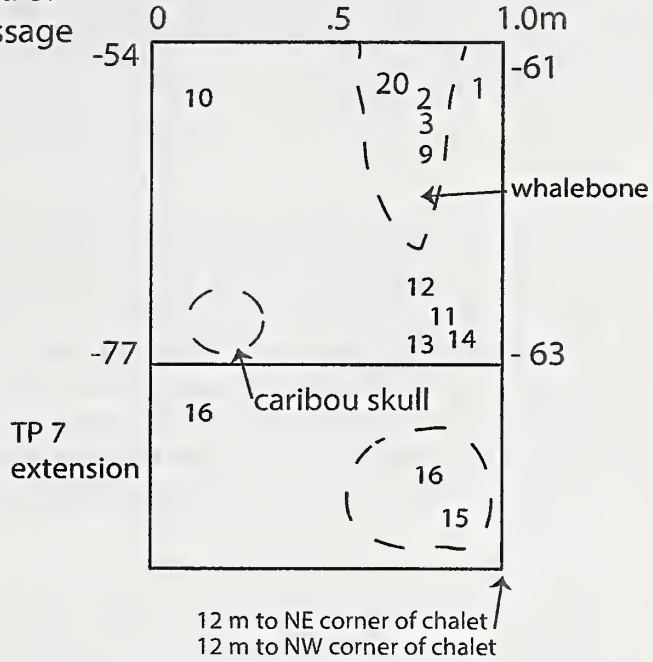 ssage
0 .5 1.0m
-54
-61
10
20
1
2
3
9
whalebone
12
11
13 14
-77
- 63
caribou skull
16
TP 7
extension
16
15
12 m to NE corner of chalet
12 m to NW corner of chalet